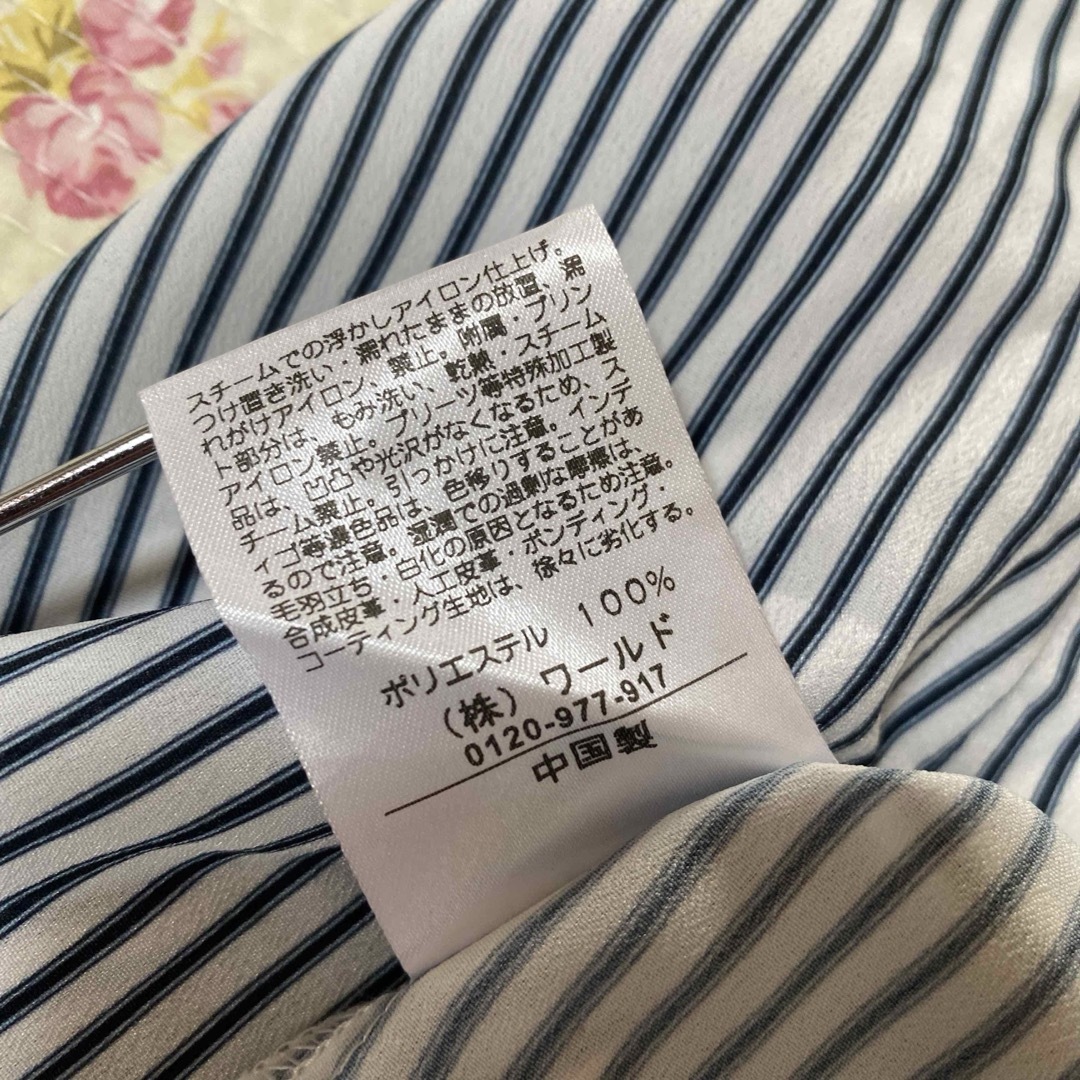 スチームでの浮かしアイロン仕上げ。
つけ置き洗い・濡れたままの放置、濡
れがけアイロン、禁止。附属・プリン
ト部分は、もみ洗い、乾熱・スチーム
アイロン禁止。プリーツ等特殊加工製
品は、凹凸や光沢がなくなるため、ス
チーム禁止。引っかけに注意。インデ
ィゴ等濃色品は、色移りすることがあ
るので注意。湿潤での過剰な摩擦は、
毛羽立ち・白化の原因となるため注意。
合成皮革・人工皮革・ボンディング・
コーティング生地は、徐々に劣化する。
ポリエステル 100%
(株) ワールド
0120-977-917
中国製